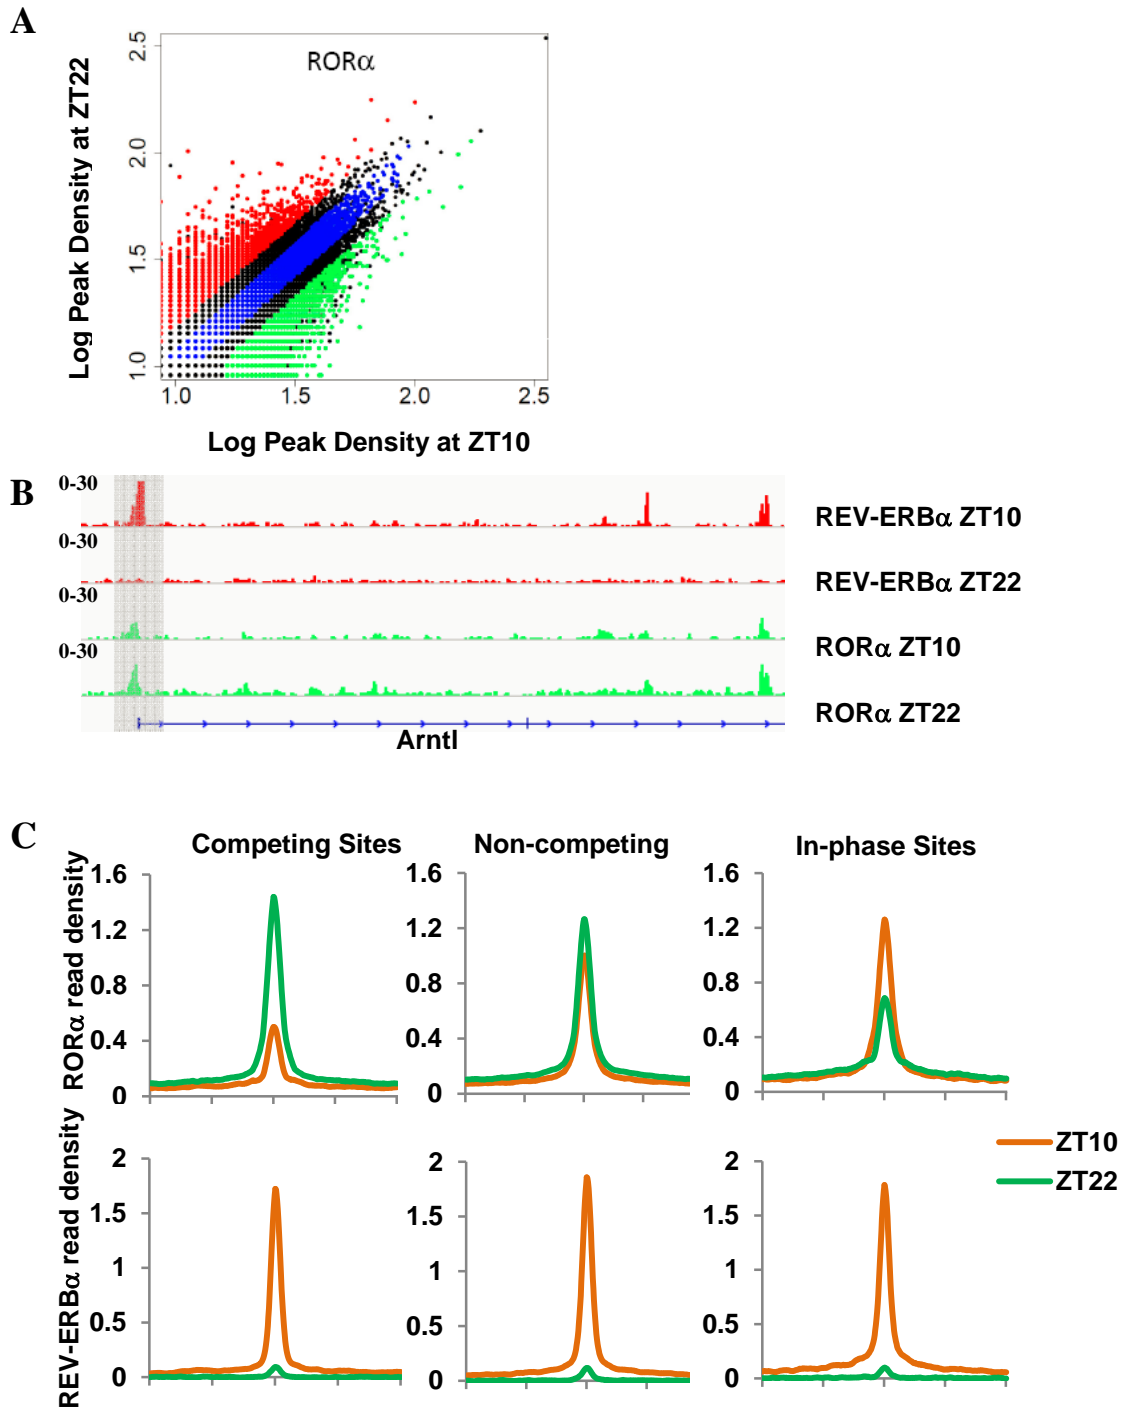 A
RORα
Log Peak Density at ZT22
2.5
2.0
1.5
1.0
1.0 1.5 2.0 2.5
Log Peak Density at ZT10
B
0-30
REV-ERBα ZT10
0-30
REV-ERBα ZT22
0-30
RORα ZT10
0-30
RORα ZT22
Arntl
C
Competing Sites Non-competing In-phase Sites
RORα read density
1.6 1.6 1.6
1.2 1.2 1.2
0.8 0.8 0.8
0.4 0.4 0.4
0 0 0
REV-ERBα read density
2 2 2
1.5 1.5 1.5
1 1 1
0.5 0.5 0.5
0 0 0
ZT10
ZT22